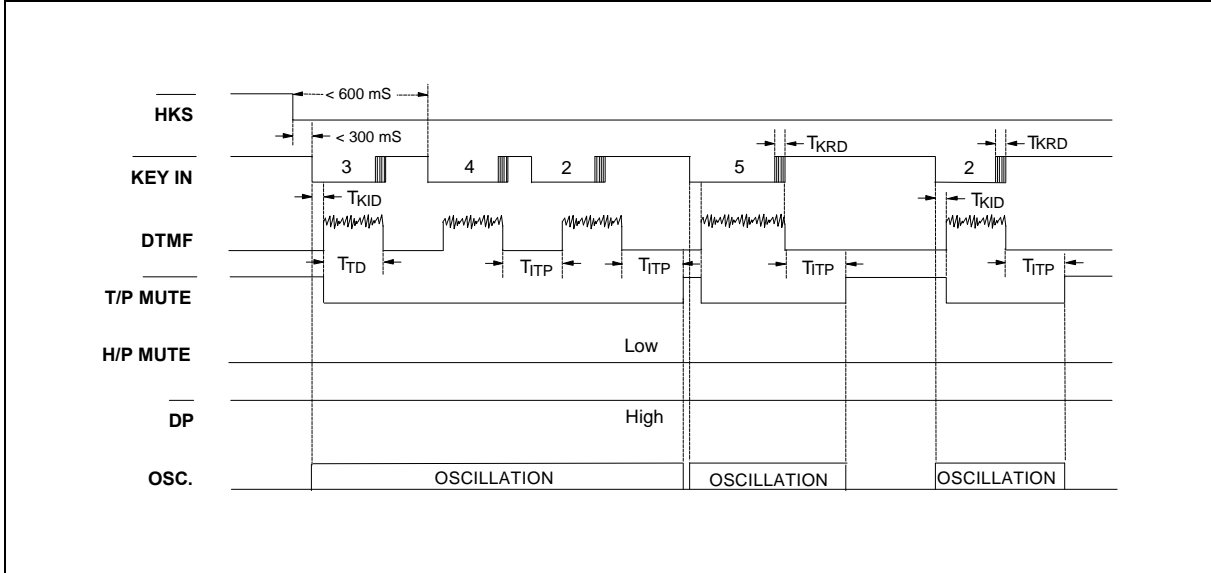 < 600 mS
HKS
< 300 mS
TKRD
TKRD
KEY IN
3
4
2
5
2
TKID
TKID
DTMF
TTD
TITP
TITP
TITP
TITP
T/P MUTE
H/P MUTE
Low
DP
High
OSC.
OSCILLATION
OSCILLATION
OSCILLATION